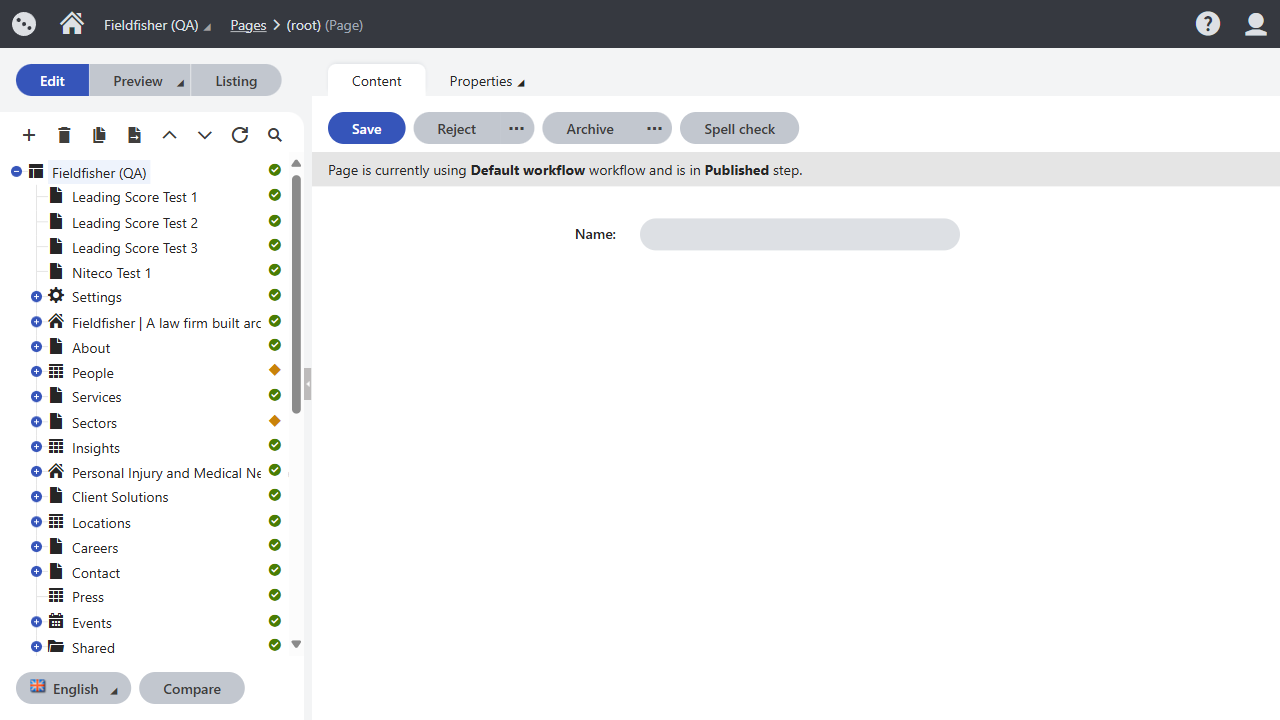 Fieldfisher (QA) Pages (root) (Page)
Edit Preview Listing
Content Properties
Save Reject Archive Spell check
Page is currently using Default workflow workflow and is in Published step.
Name:
Fieldfisher (QA)
Leading Score Test 1
Leading Score Test 2
Leading Score Test 3
Niteco Test 1
Settings
Fieldfisher | A law firm built arc
About
People
Services
Sectors
Insights
Personal Injury and Medical Ne
Client Solutions
Locations
Careers
Contact
Press
Events
Shared
English Compare